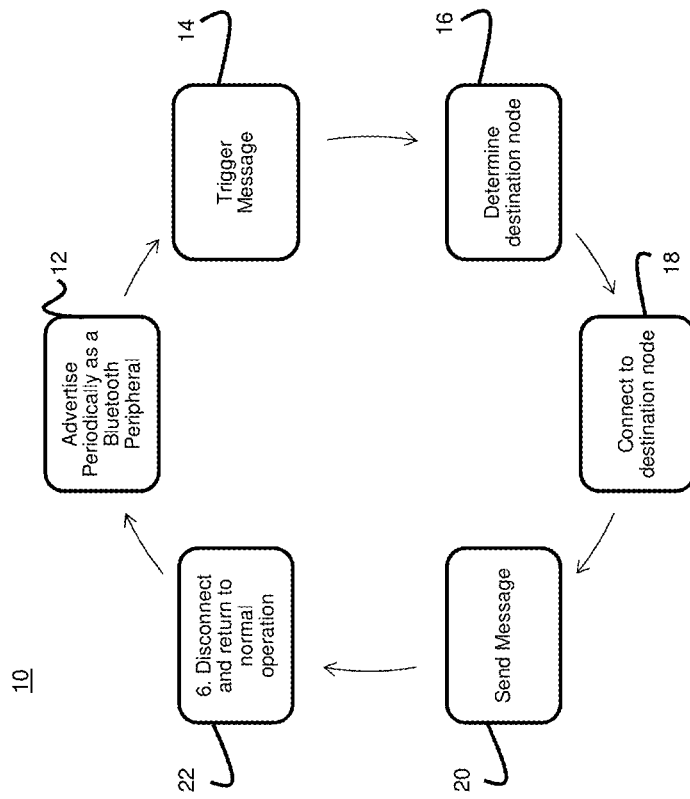 10
12
Advertise
Periodically as a
Bluetooth
Peripheral
14
Trigger
Message
16
Determine
destination node
18
Connect to
destination node
20
Send Message
22
6. Disconnect
and return to
normal
operation